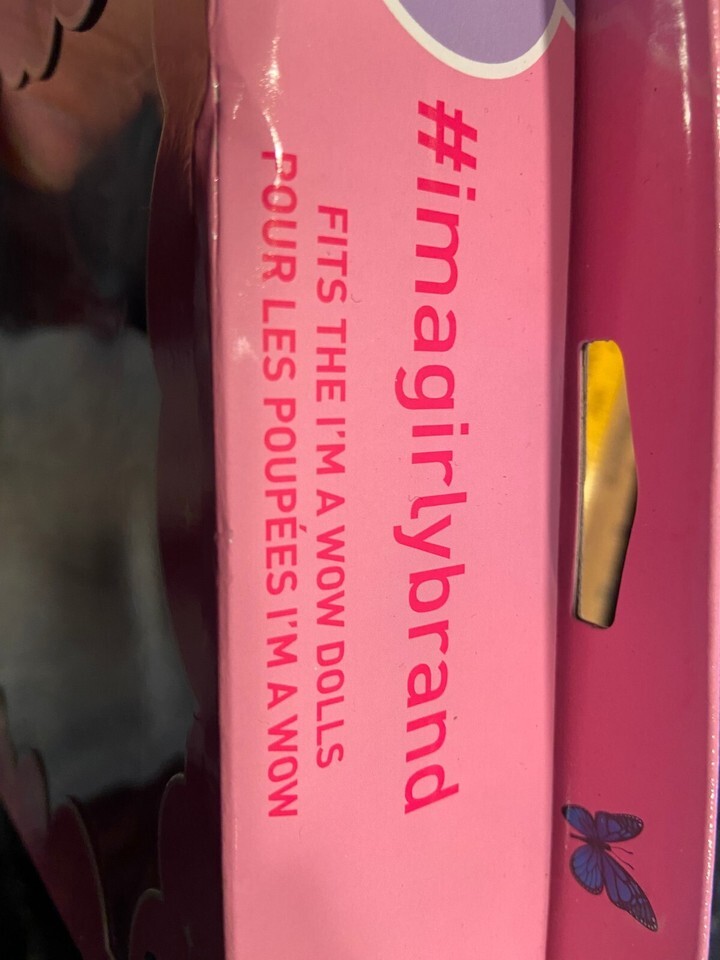 #imagirlybrand
FITS THE I'M A WOW DOLLS
POUR LES POUPÉES I'M A WOW